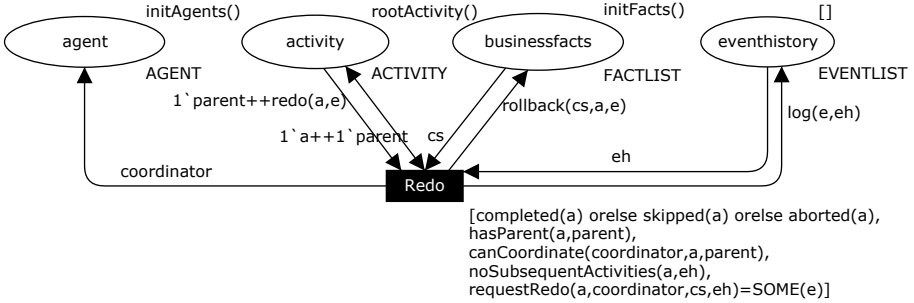 initAgents()
rootActivity()
initFacts()
[]
agent
activity
businessfacts
eventhistory
AGENT
ACTIVITY
FACTLIST
EVENTLIST
1`parent++redo(a,e)
rollback(cs,a,e)
log(e,eh)
1`a++1`parent
cs
eh
coordinator
Redo
[completed(a) orelse skipped(a) orelse aborted(a),
hasParent(a,parent),
canCoordinate(coordinator,a,parent),
noSubsequentActivities(a,eh),
requestRedo(a,coordinator,cs,eh)=SOME(e)]